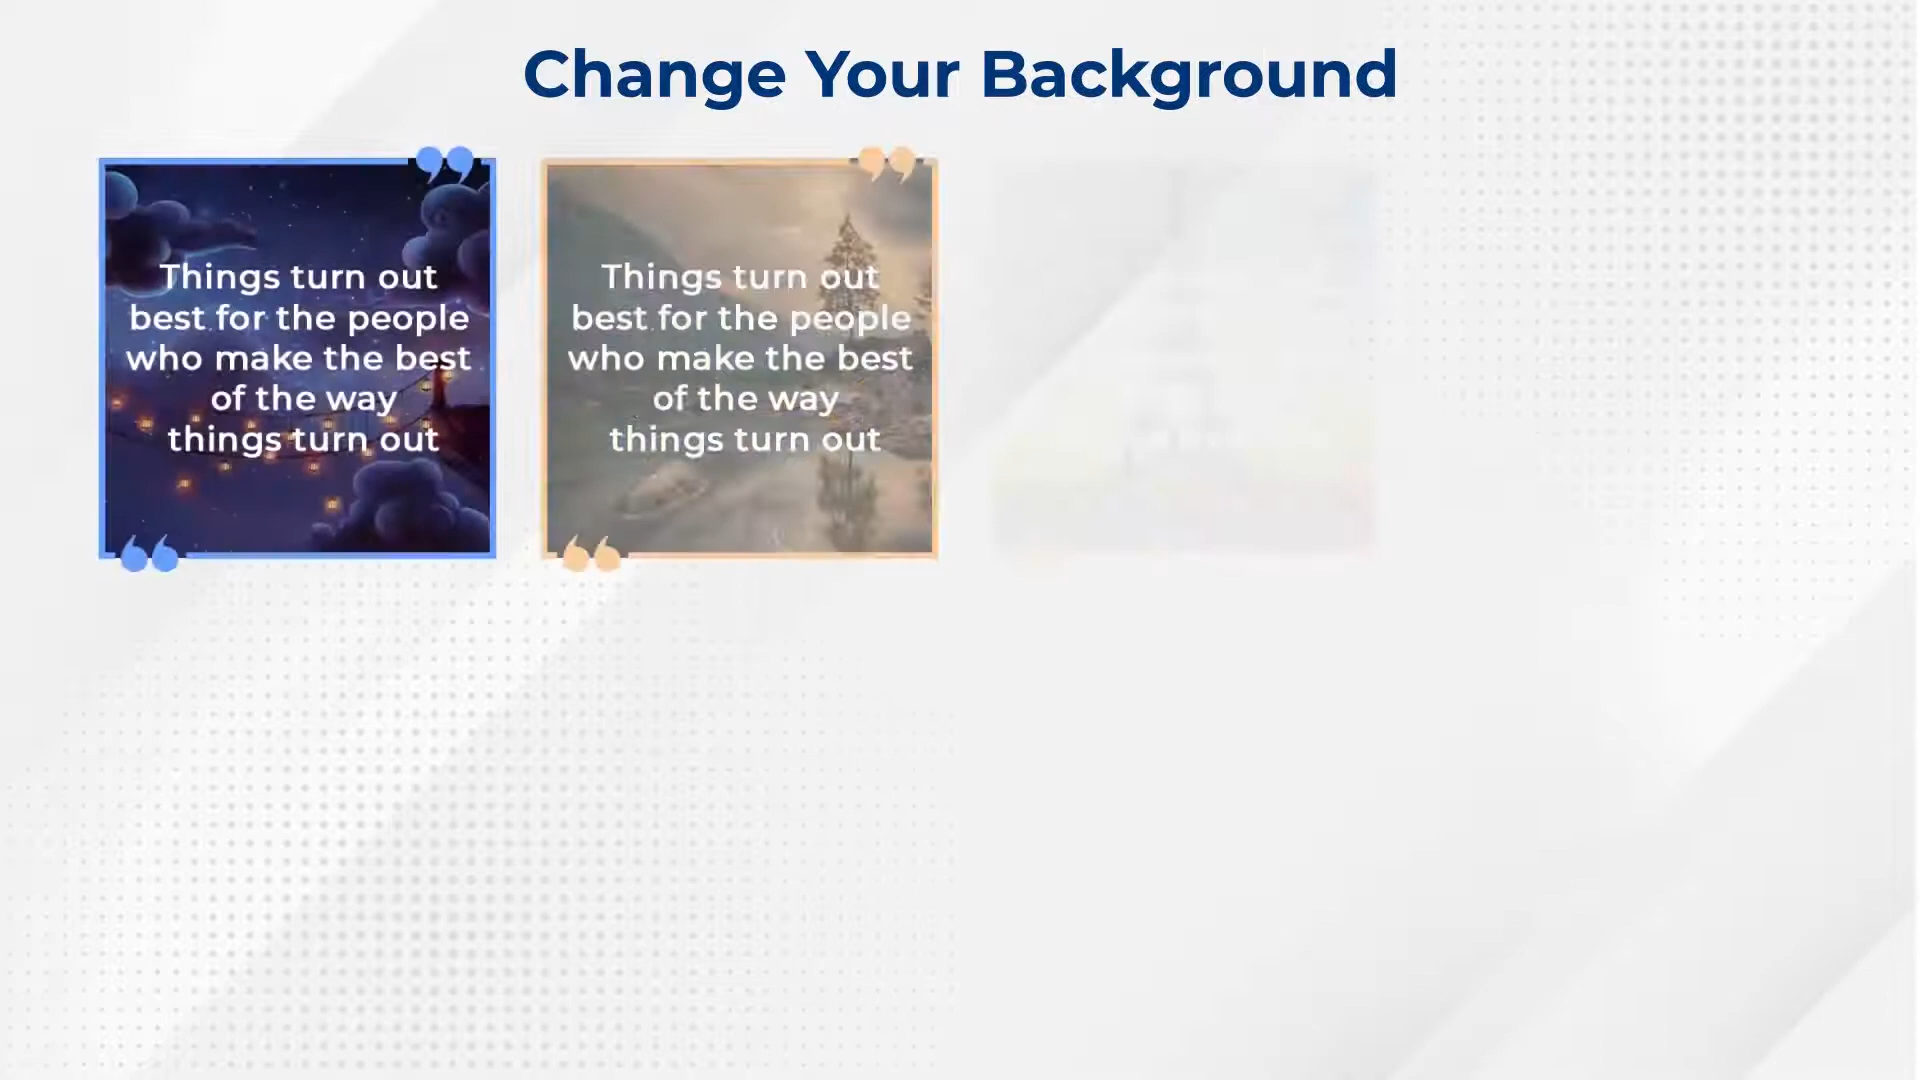 Change Your Background
Things turn out
best for the people
who make the best
of the way
things turn out
Things turn out
best for the people
who make the best
of the way
things turn out